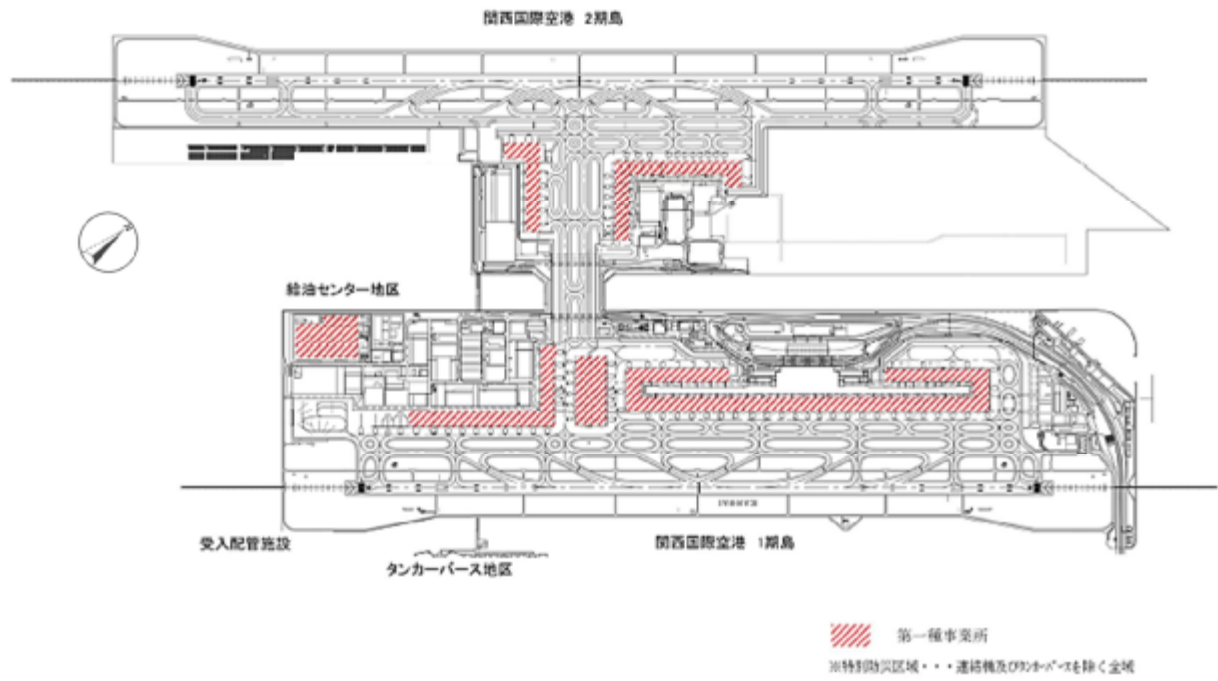 関西国際空港 2期島
給油センター地区
受入配管施設
関西国際空港 1期島
タンカーバース地区
第一種事業所
※特別防災区域・・・連絡橋及びタンカーバースを除く全域